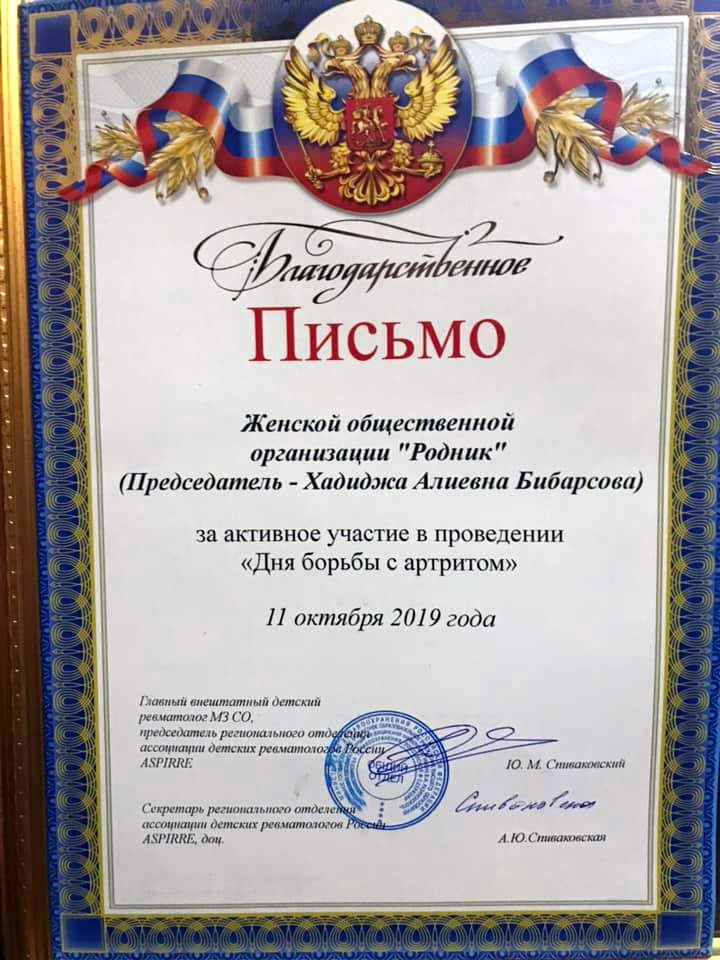 Благодарственное
Письмо
Женской общественной
организации "Родник"
(Председатель - Хадиджа Алиевна Бибарсова)
за активное участие в проведении
«Дня борьбы с артритом»
11 октября 2019 года
Главный внештатный детский
ревматолог МЗ СО,
председатель регионального отделения
ассоциации детских ревматологов России
ASPIRRE
Ю. М. Спиваковский
ОБЩИЙ
ОТДЕЛ
Секретарь регионального отделения
ассоциации детских ревматологов России
ASPIRRE, доц.
А.Ю.Спиваковская